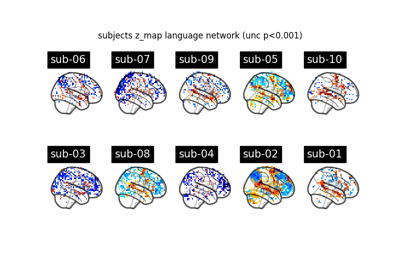 subjects z_map language network (unc p<0.001)
sub-06 sub-07 sub-09 sub-05 sub-10
sub-03 sub-08 sub-04 sub-02 sub-01